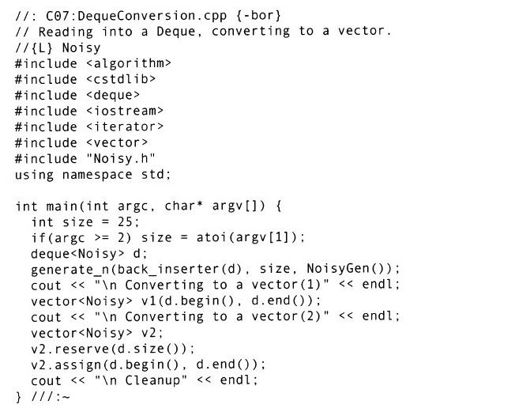 //: C07:DequeConversion.cpp {-bor}
// Reading into a Deque, converting to a vector.
//{L} Noisy
#include <algorithm>
#include <cstdlib>
#include <deque>
#include <iostream>
#include <iterator>
#include <vector>
#include "Noisy.h"
using namespace std;

int main(int argc, char* argv[]) {
  int size = 25;
  if(argc >= 2) size = atoi(argv[1]);
  deque<Noisy> d;
  generate_n(back_inserter(d), size, NoisyGen());
  cout << "\n Converting to a vector(1)" << endl;
  vector<Noisy> v1(d.begin(), d.end());
  cout << "\n Converting to a vector(2)" << endl;
  vector<Noisy> v2;
  v2.reserve(d.size());
  v2.assign(d.begin(), d.end());
  cout << "\n Cleanup" << endl;
} ///:~